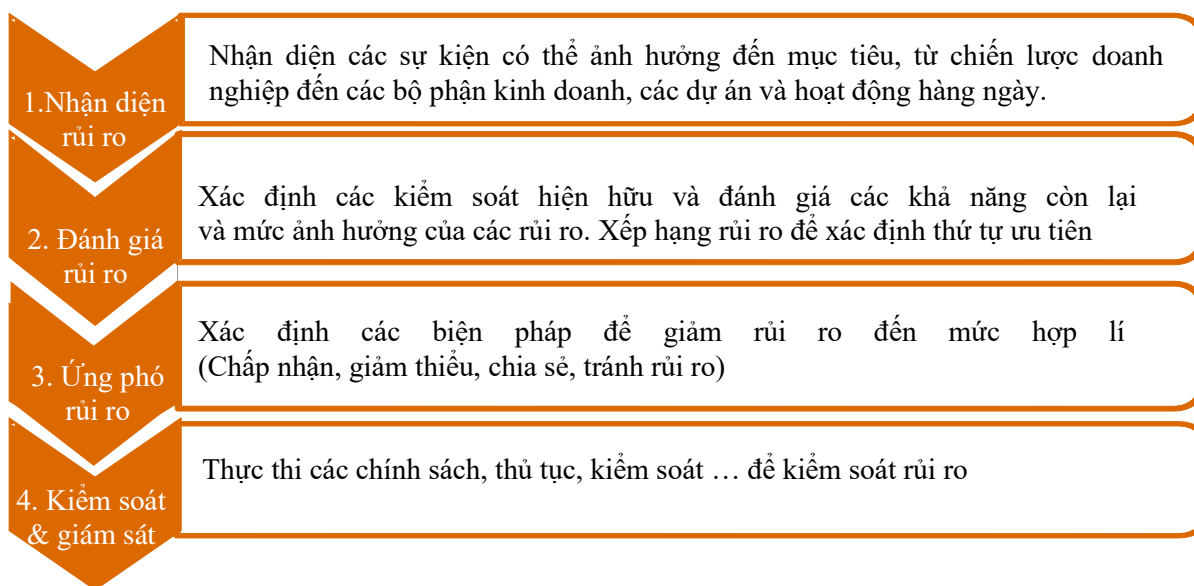 1.Nhận diện
rủi ro
Nhận diện các sự kiện có thể ảnh hưởng đến mục tiêu, từ chiến lược doanh
nghiệp đến các bộ phận kinh doanh, các dự án và hoạt động hàng ngày.
2. Đánh giá
rủi ro
Xác định các kiểm soát hiện hữu và đánh giá các khả năng còn lại
và mức ảnh hưởng của các rủi ro. Xếp hạng rủi ro để xác định thứ tự ưu tiên
3. Ứng phó
rủi ro
Xác định các biện pháp để giảm rủi ro đến mức hợp lí
(Chấp nhận, giảm thiểu, chia sẻ, tránh rủi ro)
4. Kiểm soát
& giám sát
Thực thi các chính sách, thủ tục, kiểm soát … để kiểm soát rủi ro